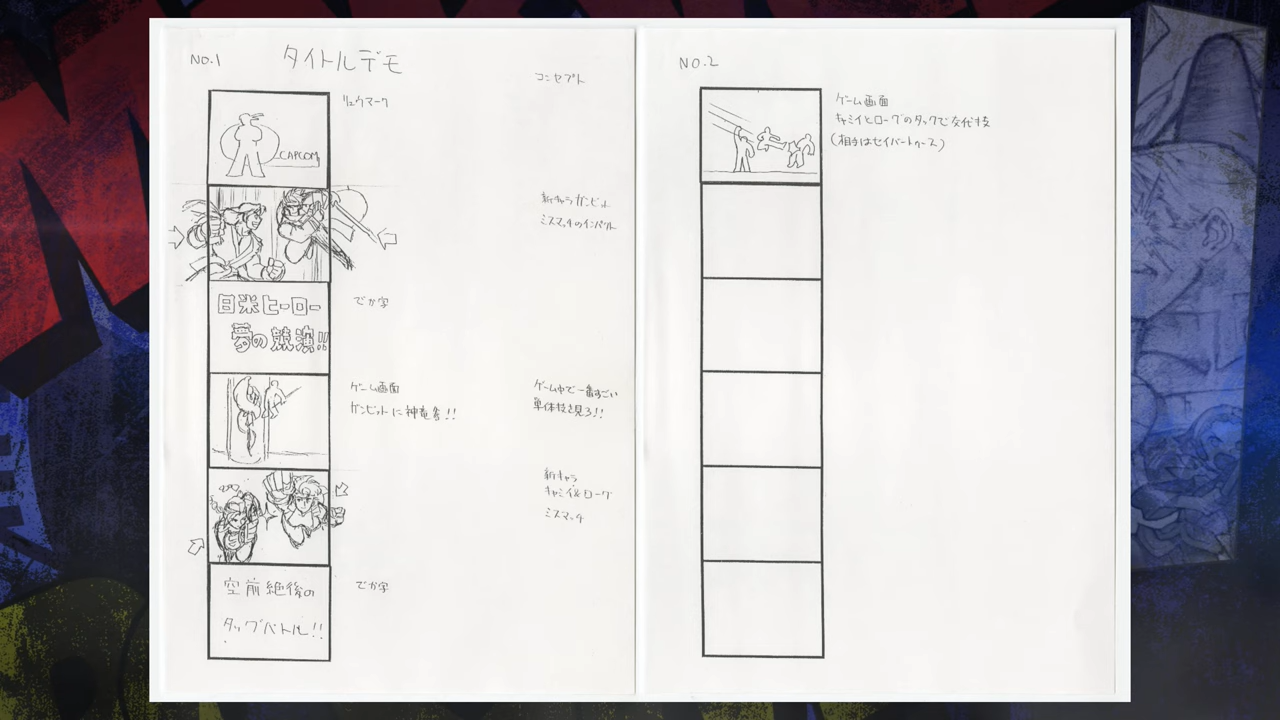 NO.1
タイトルデモ
コンセプト
リュウマーク
CAPCOM
新キャラガンビット
ミスマッチのインパクト
日米ヒーロー
夢の競演!!
でか字
ゲーム画面
ガンビットに神竜拳!!
ゲーム中で一番すごい
単体技を見ろ!!
新キャラ
キャミイ&ローグ
ミスマッチ
空前絶後の
タッグバトル!!
でか字
NO.2
ゲーム画面
キャミイとローグのタッグで交代技
(相手はセイバートゥース)